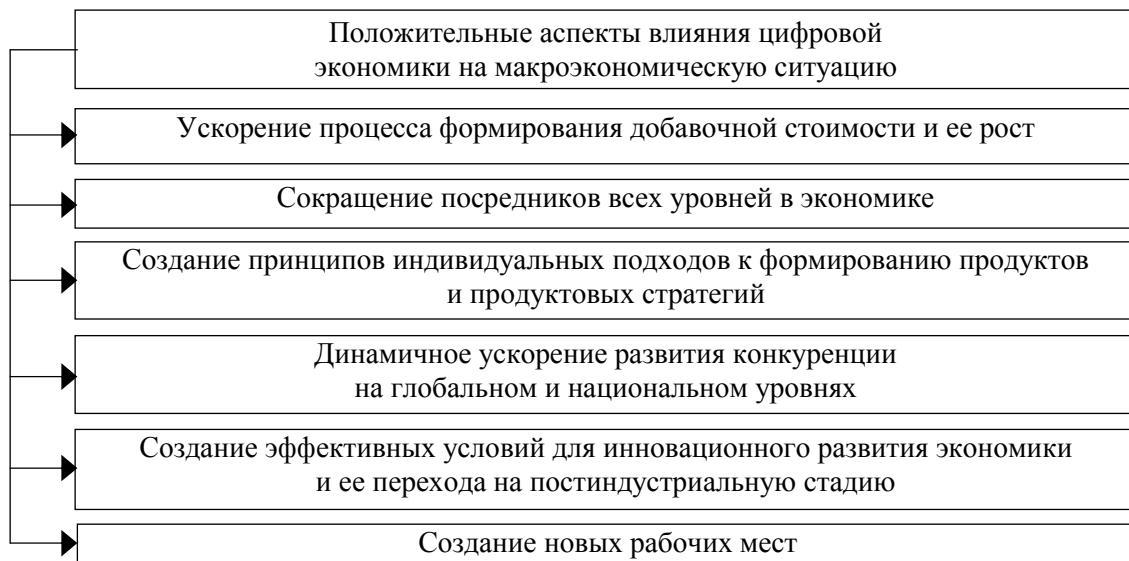 Положительные аспекты влияния цифровой
экономики на макроэкономическую ситуацию
Ускорение процесса формирования добавочной стоимости и ее рост
Сокращение посредников всех уровней в экономике
Создание принципов индивидуальных подходов к формированию продуктов
и продуктовых стратегий
Динамичное ускорение развития конкуренции
на глобальном и национальном уровнях
Создание эффективных условий для инновационного развития экономики
и ее перехода на постиндустриальную стадию
Создание новых рабочих мест